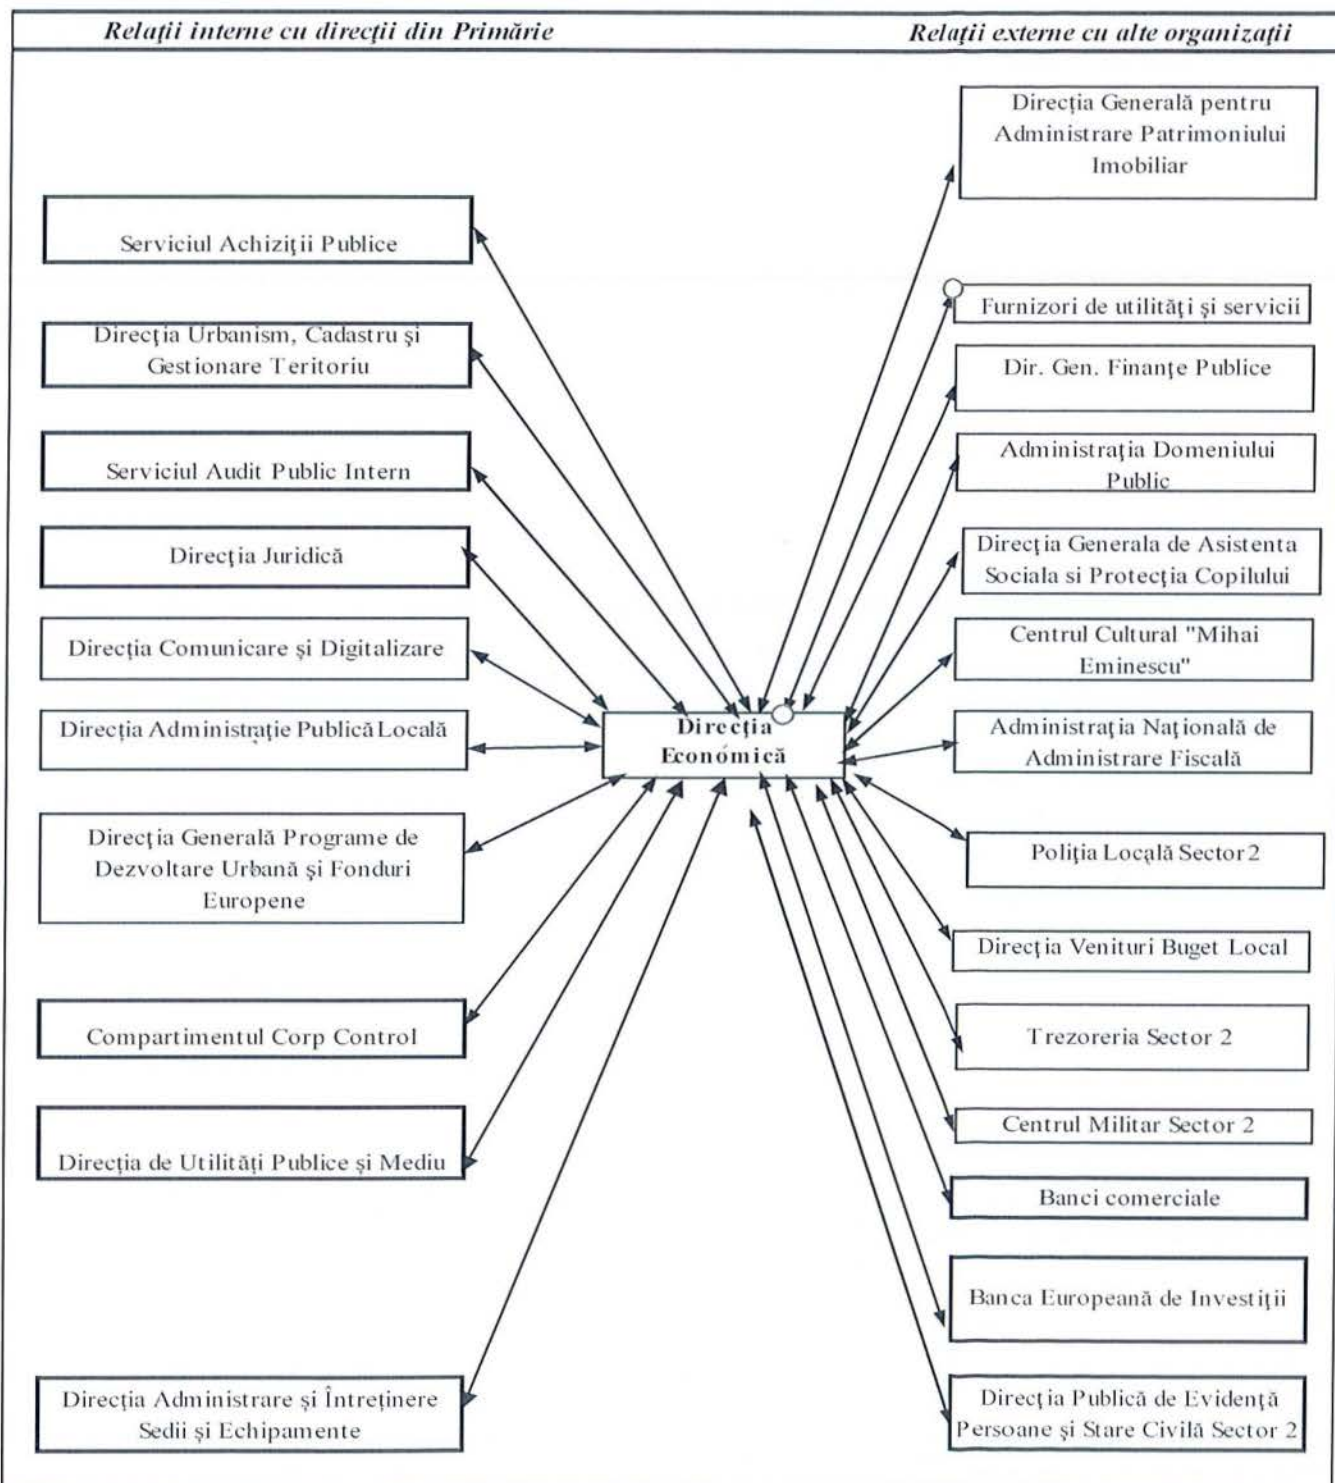 Relații interne cu direcții din Primărie
Relații externe cu alte organizații
Serviciul Achiziții Publice
Direcția Urbanism, Cadastru și
Gestionare Teritoriu
Serviciul Audit Public Intern
Direcția Juridică
Direcția Comunicare și Digitalizare
Direcția Administrație Publică Locală
Direcția Generală Programe de
Dezvoltare Urbană și Fonduri
Europene
Compartimentul Corp Control
Direcția de Utilități Publice și Mediu
Direcția Administrare și Întreținere
Sedii și Echipamente
Direcția
Económică
Direcția Generală pentru
Administrare Patrimoniului
Imobiliar
Furnizori de utilități și servicii
Dir. Gen. Finanțe Publice
Administrația Domeniului
Public
Direcția Generala de Asistenta
Sociala si Protecția Copilului
Centrul Cultural "Mihai
Eminescu"
Administrația Națională de
Administrare Fiscală
Poliția Locală Sector 2
Direcția Venituri Buget Local
Trezoreria Sector 2
Centrul Militar Sector 2
Banci comerciale
Banca Europeană de Investiții
Direcția Publică de Evidență
Persoane și Stare Civilă Sector 2